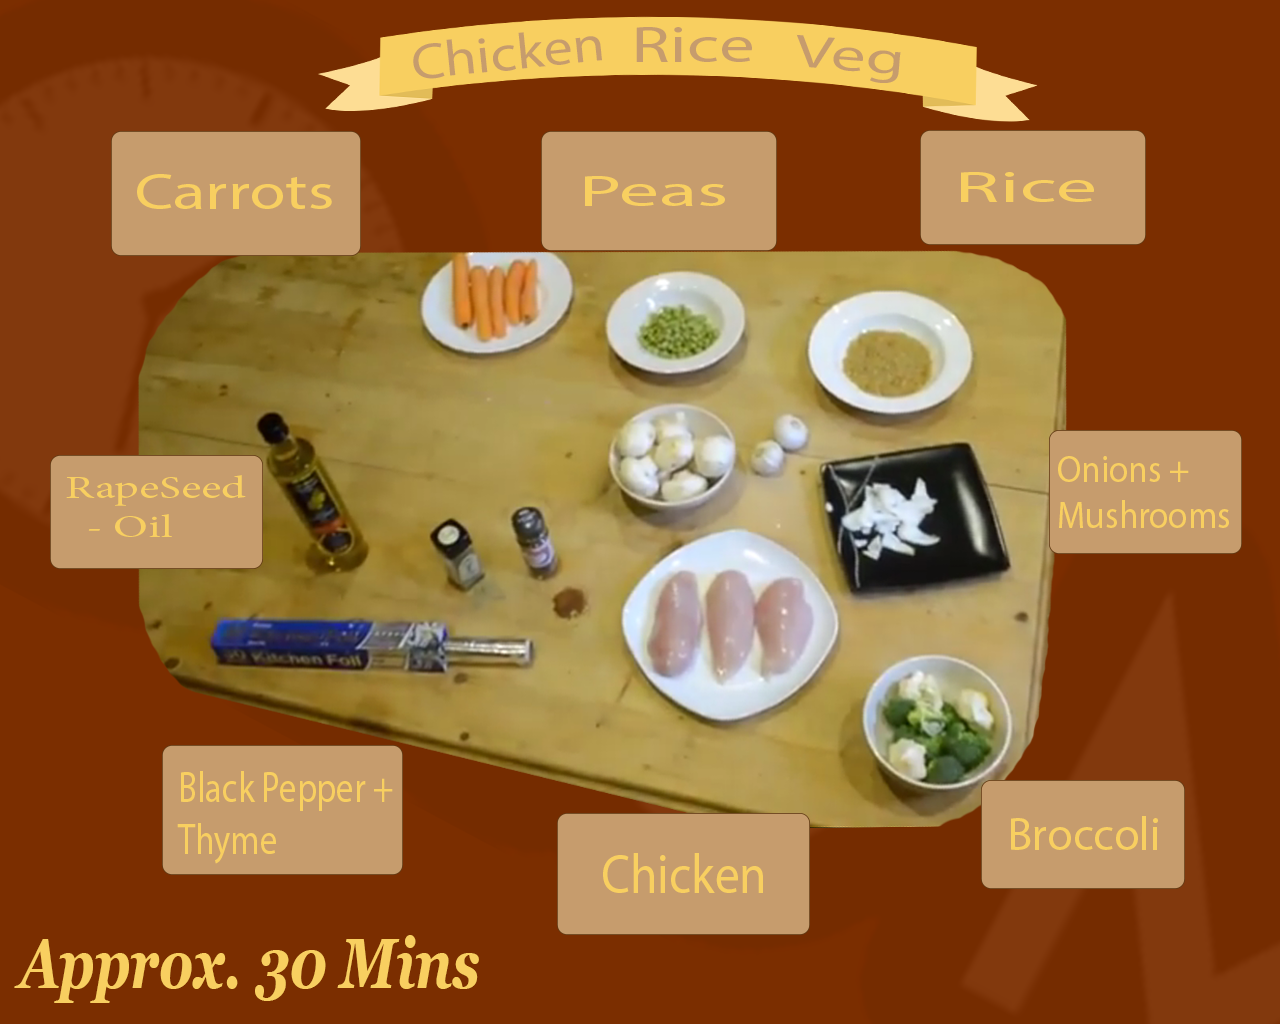 Chicken Rice Veg
Carrots
Peas
Rice
RapeSeed
- Oil
Onions +
Mushrooms
Kitchen Foil
Black Pepper +
Thyme
Chicken
Broccoli
Approx. 30 Mins